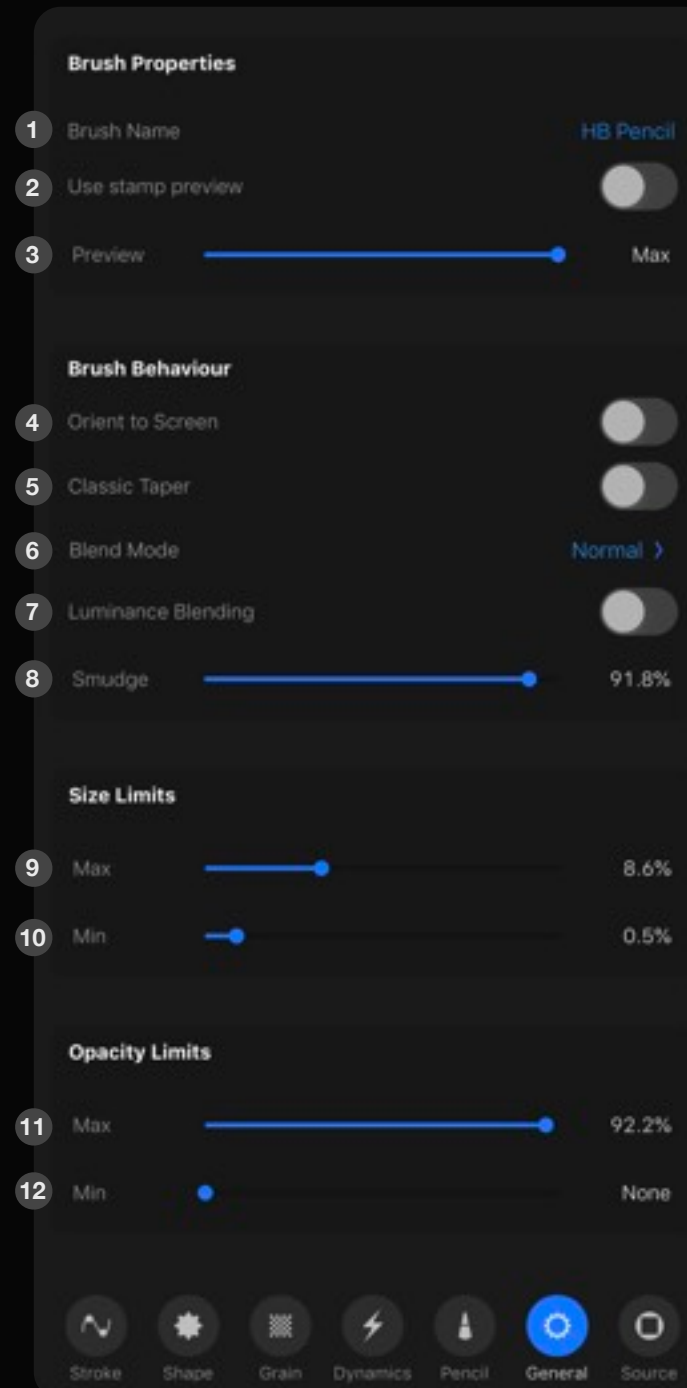 Brush Properties
1 Brush Name HB Pencil
2 Use stamp preview
3 Preview Max
Brush Behaviour
4 Orient to Screen
5 Classic Taper
6 Blend Mode Normal >
7 Luminance Blending
8 Smudge 91.8%
Size Limits
9 Max 8.6%
10 Min 0.5%
Opacity Limits
11 Max 92.2%
12 Min None
Stroke Shape Grain Dynamics Pencil General Source